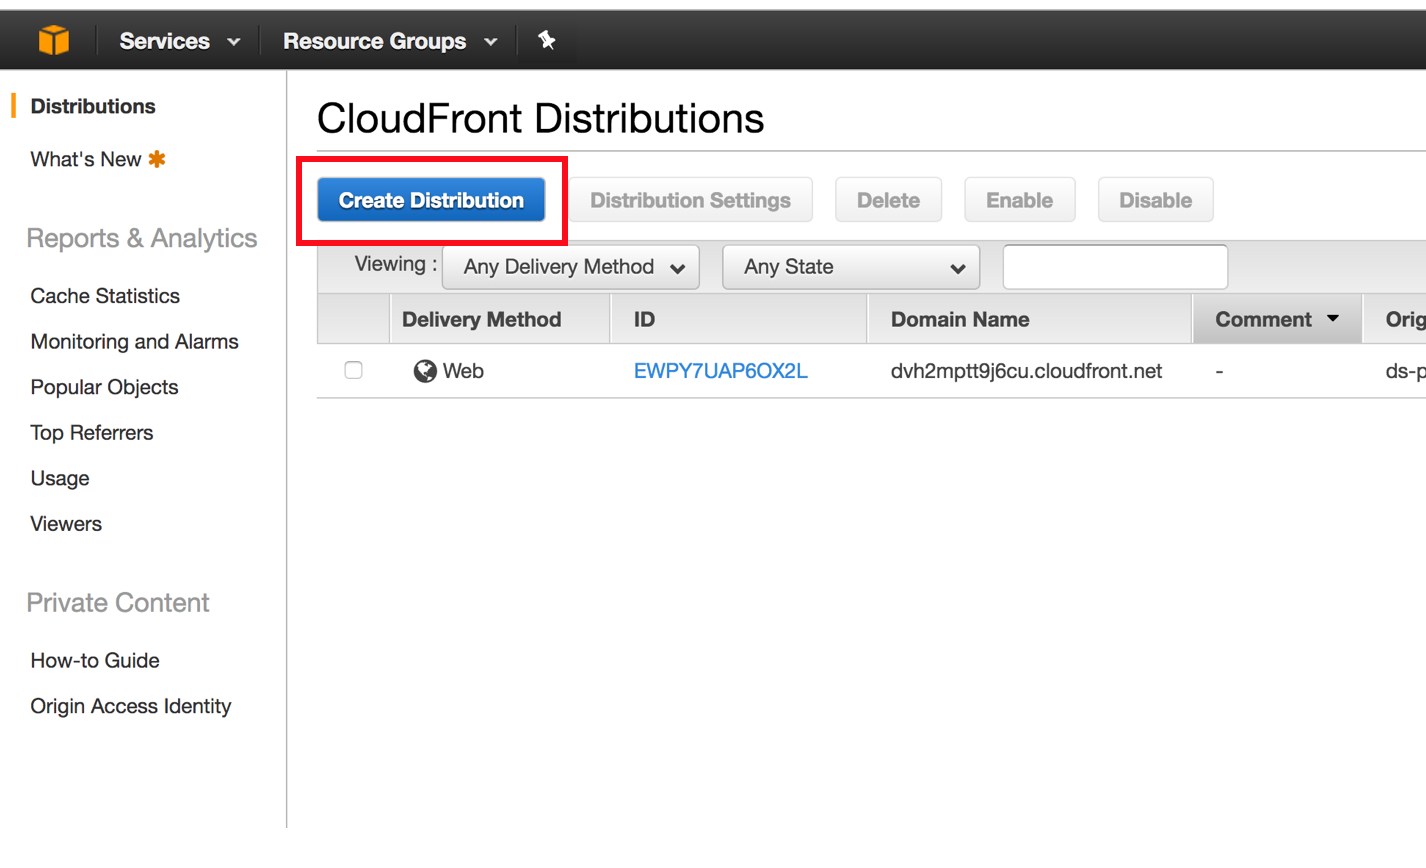 Services
Resource Groups
Distributions
What's New
Reports & Analytics
Cache Statistics
Monitoring and Alarms
Popular Objects
Top Referrers
Usage
Viewers
Private Content
How-to Guide
Origin Access Identity
CloudFront Distributions
Create Distribution Distribution Settings Delete Enable Disable
Viewing : Any Delivery Method Any State
Delivery Method ID Domain Name Comment Orig
Web EWPY7UAP6OX2L dvh2mptt9j6cu.cloudfront.net - ds-p